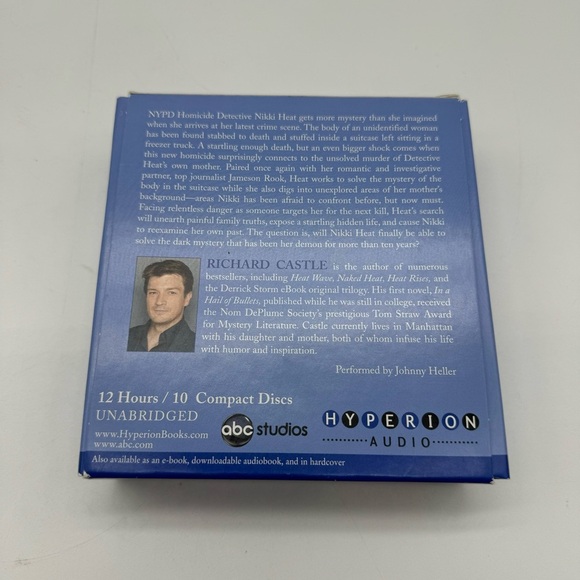 NYPD Homicide Detective Nikki Heat gets more mystery than she imagined
when she arrives at her latest crime scene. The body of an unidentified woman
has been found stabbed to death and stuffed inside a suitcase left sitting in a
freezer truck. A startling enough death, but an even bigger shock comes when
this new homicide surprisingly connects to the unsolved murder of Detective
Heat's own mother. Paired once again with her romantic and investigative
partner, top journalist Jameson Rook, Heat works to solve the mystery of the
body in the suitcase while she also digs into unexplored areas of her mother's
background—areas Nikki has been afraid to confront before, but now must.
Facing relentless danger as someone targets her for the next kill, Heat's search
will unearth painful family truths, expose a startling hidden life, and cause Nikki
to reexamine her own past. The question is, will Nikki Heat finally be able to
solve the dark mystery that has been her demon for more than ten years?
RICHARD CASTLE is the author of numerous
bestsellers, including Heat Wave, Naked Heat, Heat Rises, and
the Derrick Storm eBook original trilogy. His first novel, In a
Hail of Bullets, published while he was still in college, received
the Nom DePlume Society's prestigious Tom Straw Award
for Mystery Literature. Castle currently lives in Manhattan
with his daughter and mother, both of whom infuse his life
with humor and inspiration.
Performed by Johnny Heller
12 Hours / 10 Compact Discs
UNABRIDGED
www.HyperionBooks.com
www.abc.com
abc studios
HYPERION
AUDIO
Also available as an e-book, downloadable audiobook, and in hardcover